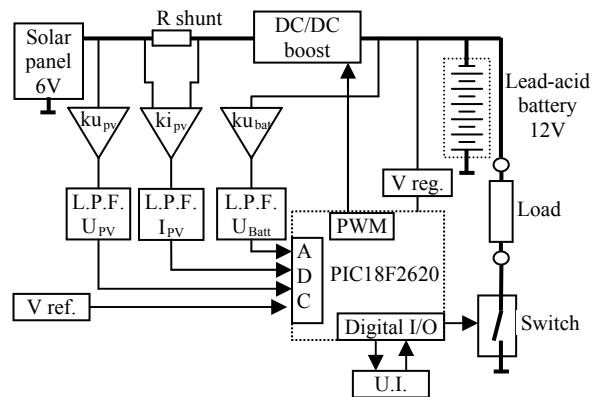 Solar
panel
6V
R shunt
DC/DC
boost
Lead-acid
battery
12V
ku_pv
ki_pv
ku_bat
L.P.F.
U_PV
L.P.F.
I_PV
L.P.F.
U_Batt
V reg.
Load
PWM
A
D
C
PIC18F2620
V ref.
Digital I/O
Switch
U.I.